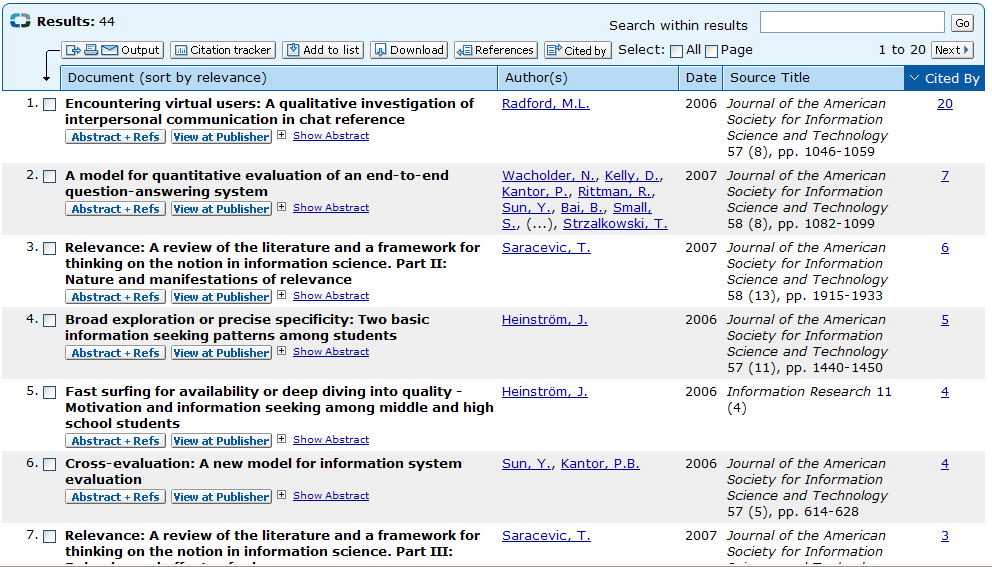 Results: 44
Search within results Go
Output Citation tracker Add to list Download References Cited by Select: All Page 1 to 20 Next
Document (sort by relevance) Author(s) Date Source Title Cited By
1. Encountering virtual users: A qualitative investigation of interpersonal communication in chat reference
Abstract + Refs View at Publisher Show Abstract
Radford, M.L.
2006
Journal of the American
Society for Information
Science and Technology
57 (8), pp. 1046-1059
20
2. A model for quantitative evaluation of an end-to-end
question-answering system
Abstract + Refs View at Publisher Show Abstract
Wacholder, N., Kelly, D.,
Kantor, P., Rittman, R.,
Sun, Y., Bai, B., Small,
S., (...), Strzalkowski, T.
2007
Journal of the American
Society for Information
Science and Technology
58 (8), pp. 1082-1099
7
3. Relevance: A review of the literature and a framework for
thinking on the notion in information science. Part II:
Nature and manifestations of relevance
Abstract + Refs View at Publisher Show Abstract
Saracevic, T.
2007
Journal of the American
Society for Information
Science and Technology
58 (13), pp. 1915-1933
6
4. Broad exploration or precise specificity: Two basic
information seeking patterns among students
Abstract + Refs View at Publisher Show Abstract
Heinström, J.
2006
Journal of the American
Society for Information
Science and Technology
57 (11), pp. 1440-1450
5
5. Fast surfing for availability or deep diving into quality -
Motivation and information seeking among middle and high
school students
Abstract + Refs View at Publisher Show Abstract
Heinström, J.
2006
Information Research 11
(4)
4
6. Cross-evaluation: A new model for information system
evaluation
Abstract + Refs View at Publisher Show Abstract
Sun, Y., Kantor, P.B.
2006
Journal of the American
Society for Information
Science and Technology
57 (5), pp. 614-628
4
7. Relevance: A review of the literature and a framework for
thinking on the notion in information science. Part III:
Saracevic, T.
2007
Journal of the American
Society for Information
3